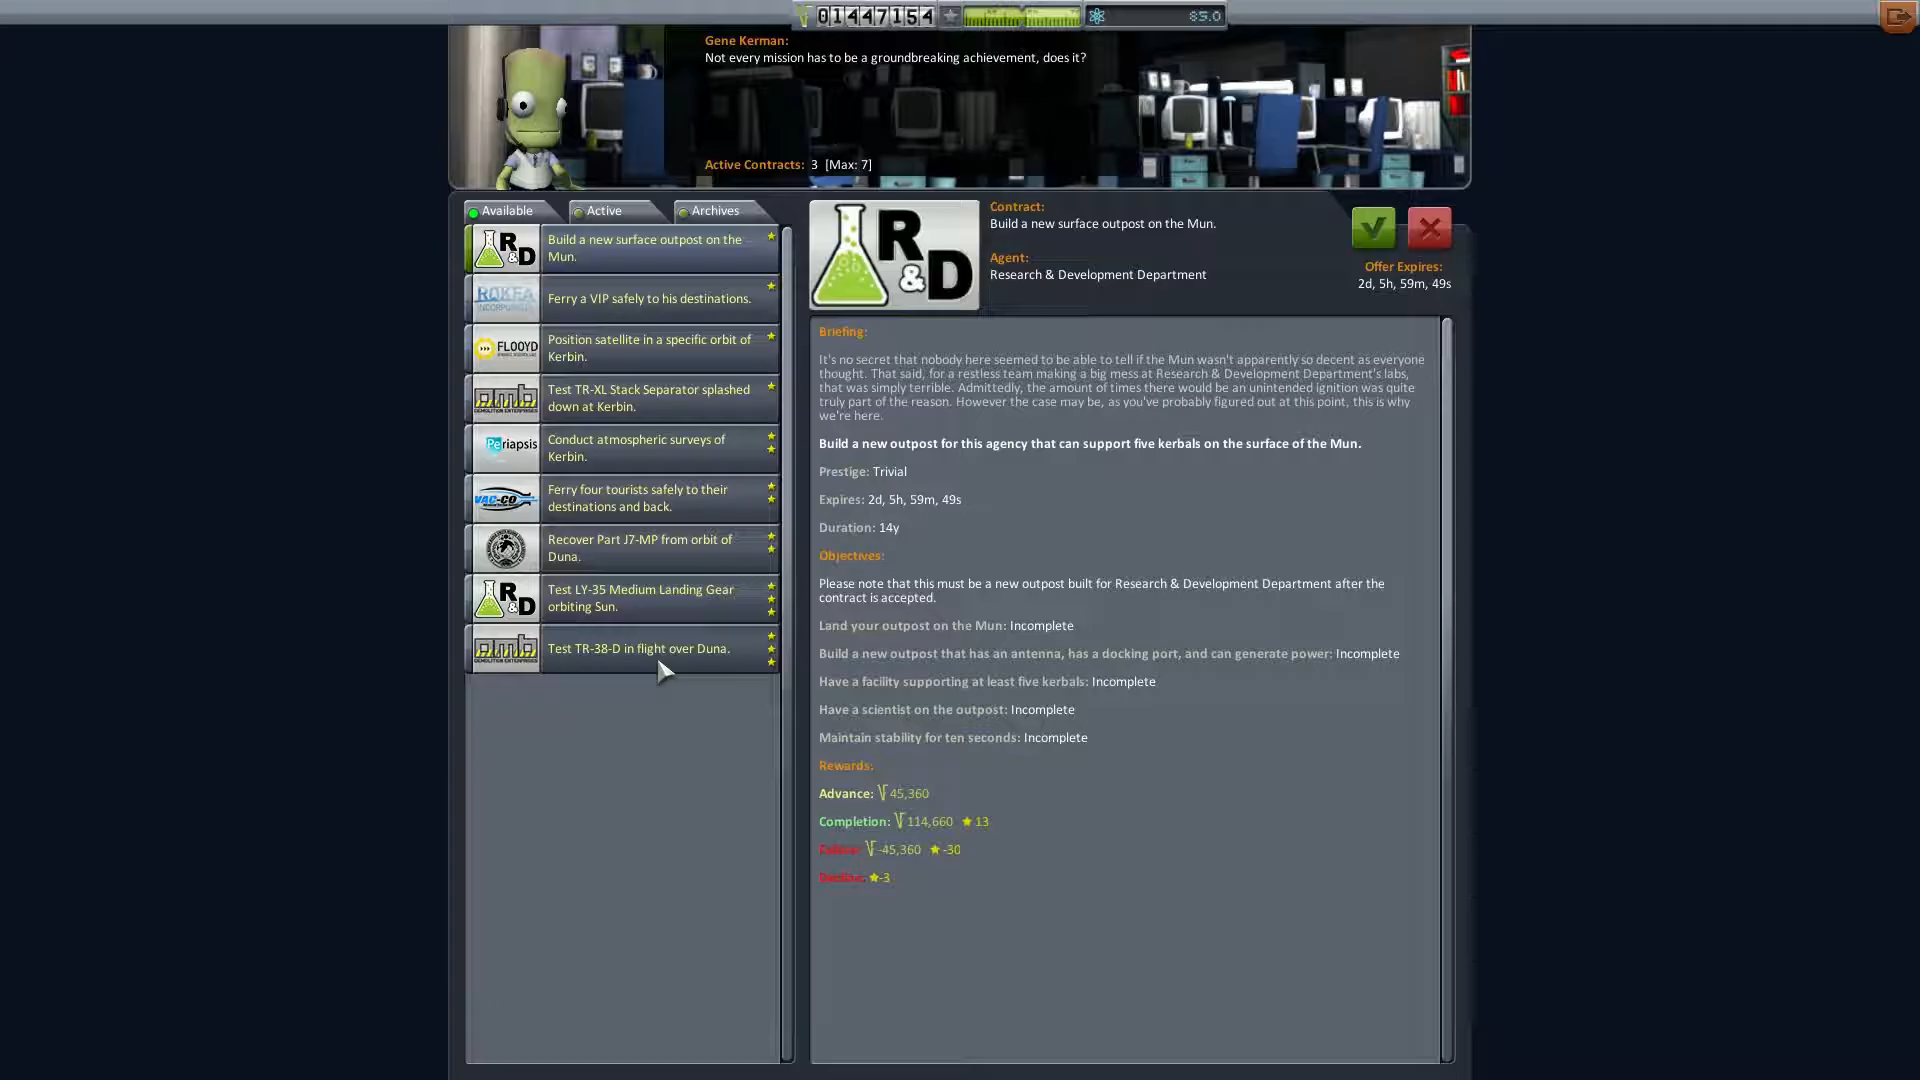 01447154
85.0
Gene Kerman:
Not every mission has to be a groundbreaking achievement, does it?
Active Contracts: 3 [Max: 7]
Available
Active
Archives
R&D
Build a new surface outpost on the
Mun.
ROKEA
INCORPORATED
Ferry a VIP safely to his destinations.
FLOOYD
Position satellite in a specific orbit of
Kerbin.
DEMOLITION ENTERPRISES
Test TR-XL Stack Separator splashed
down at Kerbin.
Periapsis
Conduct atmospheric surveys of
Kerbin.
VAC-CO
Ferry four tourists safely to their
destinations and back.
Recover Part J7-MP from orbit of
Duna.
R&D
Test LY-35 Medium Landing Gear
orbiting Sun.
DEMOLITION ENTERPRISES
Test TR-38-D in flight over Duna.
R&D
Contract:
Build a new surface outpost on the Mun.
Agent:
Research & Development Department
Offer Expires:
2d, 5h, 59m, 49s
Briefing:
It's no secret that nobody here seemed to be able to tell if the Mun wasn't apparently so decent as everyone
thought. That said, for a restless team making a big mess at Research & Development Department's labs,
that was simply terrible. Admittedly, the amount of times there would be an unintended ignition was quite
truly part of the reason. However the case may be, as you've probably figured out at this point, this is why
we're here.
Build a new outpost for this agency that can support five kerbals on the surface of the Mun.
Prestige: Trivial
Expires: 2d, 5h, 59m, 49s
Duration: 14y
Objectives:
Please note that this must be a new outpost built for Research & Development Department after the
contract is accepted.
Land your outpost on the Mun: Incomplete
Build a new outpost that has an antenna, has a docking port, and can generate power: Incomplete
Have a facility supporting at least five kerbals: Incomplete
Have a scientist on the outpost: Incomplete
Maintain stability for ten seconds: Incomplete
Rewards:
Advance: 45,360
Completion: 114,660 13
Failure: -45,360 -30
Decline: -3